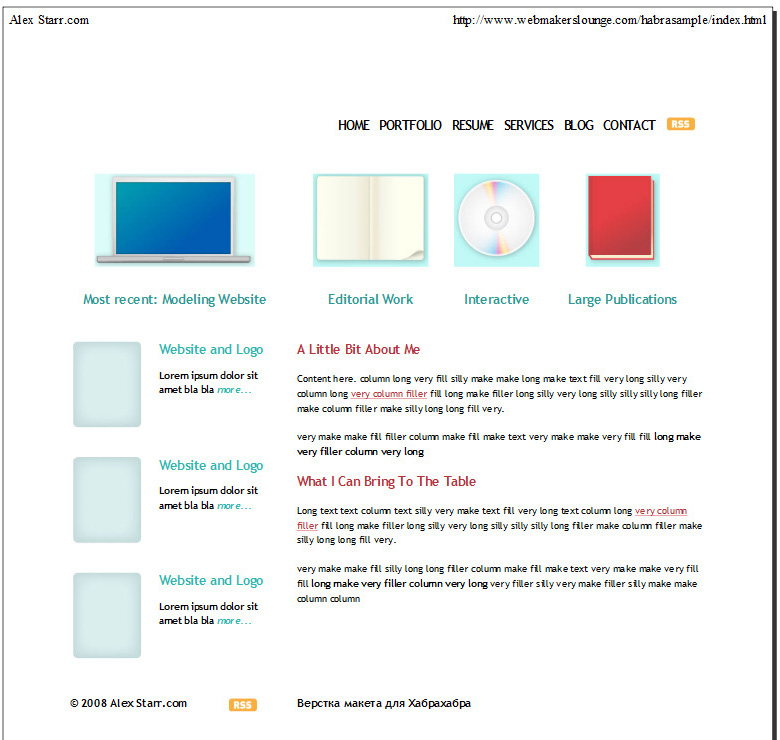 Alex Starr.com
http://www.webmakerslounge.com/habrasample/index.html
HOME PORTFOLIO RESUME SERVICES BLOG CONTACT RSS
Most recent: Modeling Website
Editorial Work
Interactive
Large Publications
Website and Logo
Lorem ipsum dolor sit
amet bla bla more...
Website and Logo
Lorem ipsum dolor sit
amet bla bla more...
Website and Logo
Lorem ipsum dolor sit
amet bla bla more...
A Little Bit About Me
Content here. column long very fill silly make make long make text fill very long silly very
column long very column filler fill long make filler long silly very long silly silly silly long filler
make column filler make silly long long fill very.
very make make fill filler column make fill make text very make make very fill fill long make
very filler column very long
What I Can Bring To The Table
Long text text column text silly very make text fill very long text column long very column
filler fill long make filler long silly very long silly silly silly long filler make column filler make
silly long long fill very.
very make make fill silly long long filler column make fill make text very make make very fill
fill long make very filler column very long very filler silly very make filler silly make make
column column
© 2008 Alex Starr.com
RSS
Верстка макета для Хабрахабра